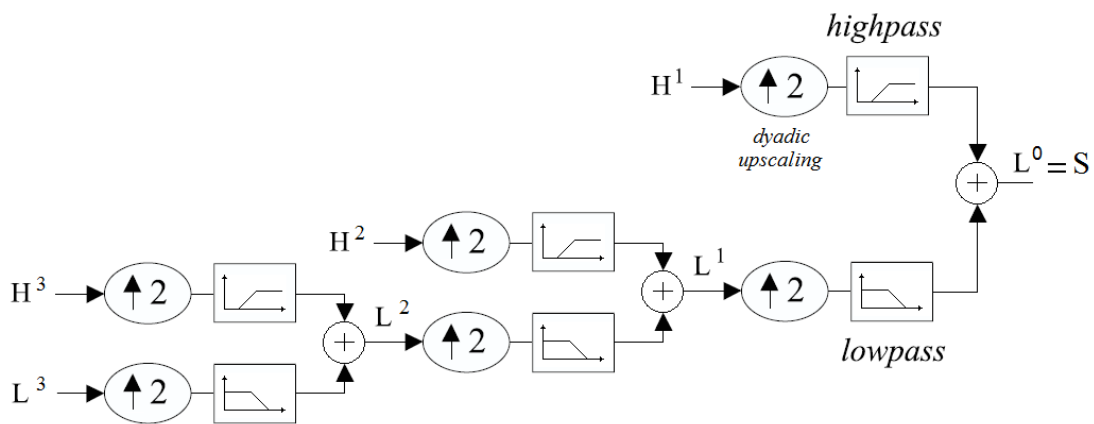 highpass
H¹ ↑2
dyadic
upscaling
L⁰ = S
+
H² ↑2
L¹ ↑2
+
H³ ↑2
L² ↑2
+
lowpass
L³ ↑2